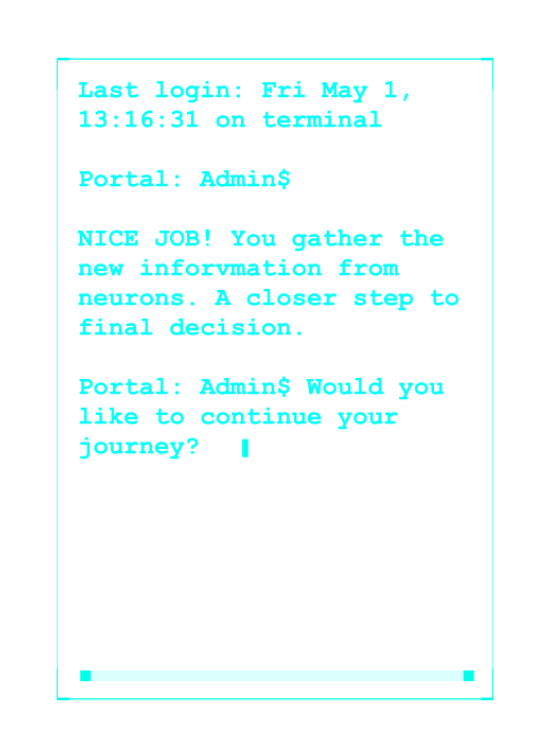 Last login: Fri May 1,
13:16:31 on terminal
Portal: Admin$
NICE JOB! You gather the
new inforvmation from
neurons. A closer step to
final decision.
Portal: Admin$ Would you
like to continue your
journey?